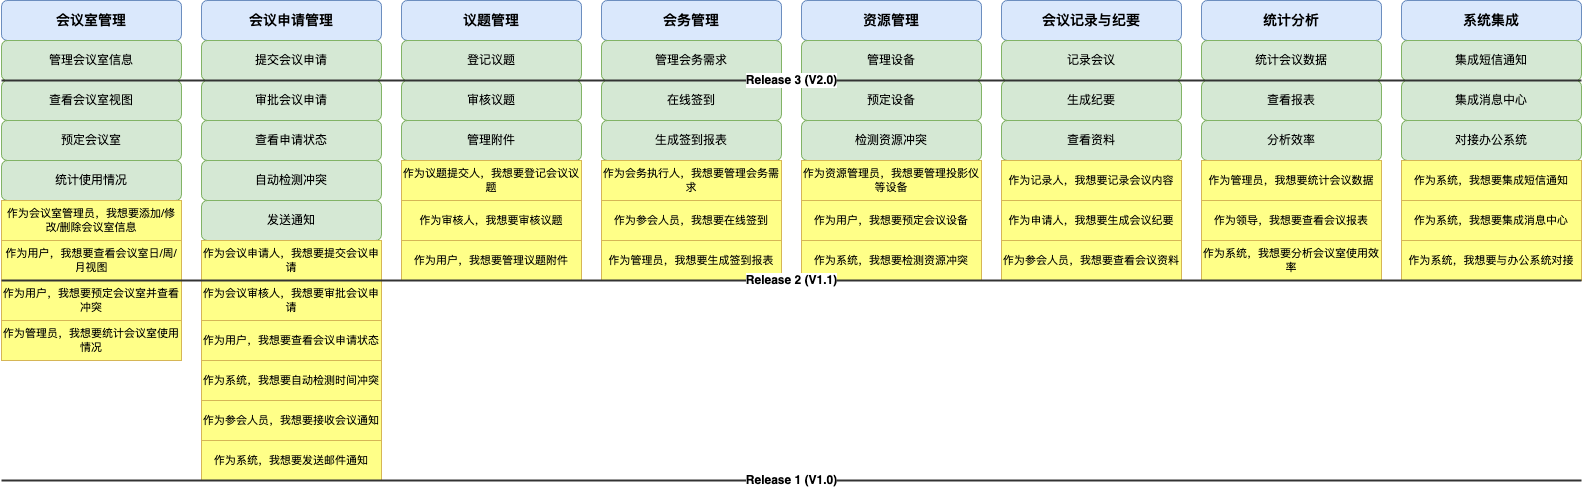 会议室管理
会议申请管理
议题管理
会务管理
资源管理
会议记录与纪要
统计分析
系统集成
管理会议室信息
提交会议申请
登记议题
管理会务需求
管理设备
记录会议
统计会议数据
集成短信通知
Release 3 (V2.0)
查看会议室视图
审批会议申请
审核议题
在线签到
预定设备
生成纪要
查看报表
集成消息中心
预定会议室
查看申请状态
管理附件
生成签到报表
检测资源冲突
查看资料
分析效率
对接办公系统
统计使用情况
自动检测冲突
作为议题提交人，我想要登记会议议
题
作为会务执行人，我想要管理会务需
求
作为资源管理员，我想要管理投影仪
等设备
作为记录人，我想要记录会议内容
作为管理员，我想要统计会议数据
作为系统，我想要集成短信通知
作为会议室管理员，我想要添加/修
改/删除会议室信息
发送通知
作为审核人，我想要审核议题
作为参会人员，我想要在线签到
作为用户，我想要预定会议设备
作为申请人，我想要生成会议纪要
作为领导，我想要查看会议报表
作为系统，我想要集成消息中心
作为用户，我想要查看会议室日/周/
月视图
作为会议申请人，我想要提交会议申
请
作为用户，我想要管理议题附件
作为管理员，我想要生成签到报表
作为系统，我想要检测资源冲突
作为参会人员，我想要查看会议资料
作为系统，我想要分析会议室使用效
率
作为系统，我想要与办公系统对接
Release 2 (V1.1)
作为用户，我想要预定会议室并查看
冲突
作为会议审核人，我想要审批会议申
请
作为管理员，我想要统计会议室使用
情况
作为用户，我想要查看会议申请状态
作为系统，我想要自动检测时间冲突
作为参会人员，我想要接收会议通知
作为系统，我想要发送邮件通知
Release 1 (V1.0)